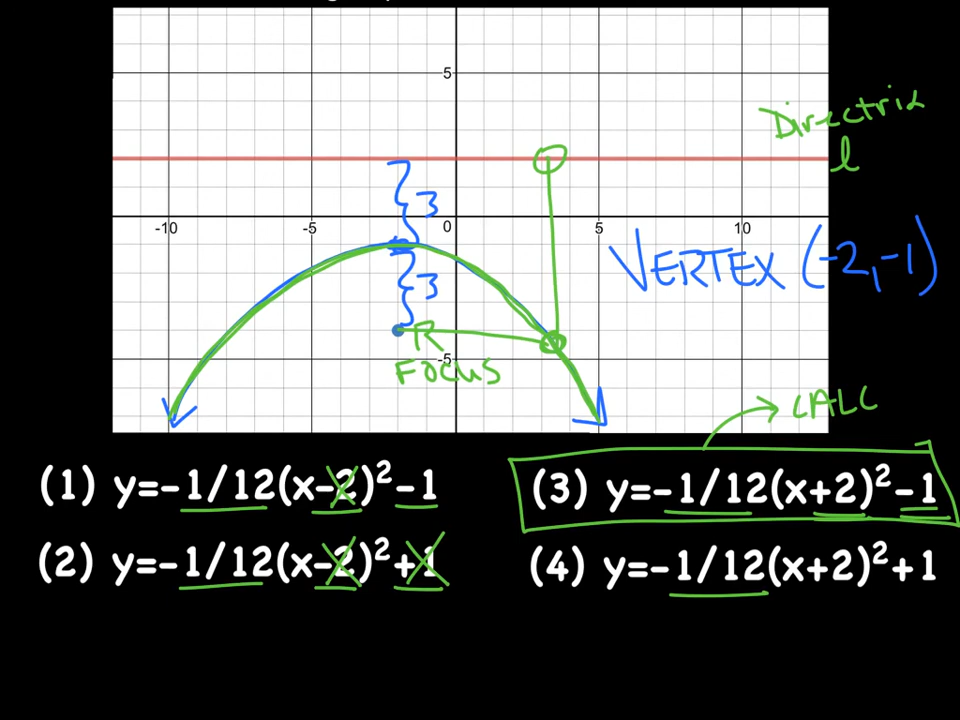 5
Directrix
l
3
-10
-5
0
5
10
VERTEX (-2,-1)
3
-5
FOCUS
CALC
(1) y=-1/12(x-2)²-1
(3) y=-1/12(x+2)²-1
(2) y=-1/12(x-2)²+1
(4) y=-1/12(x+2)²+1